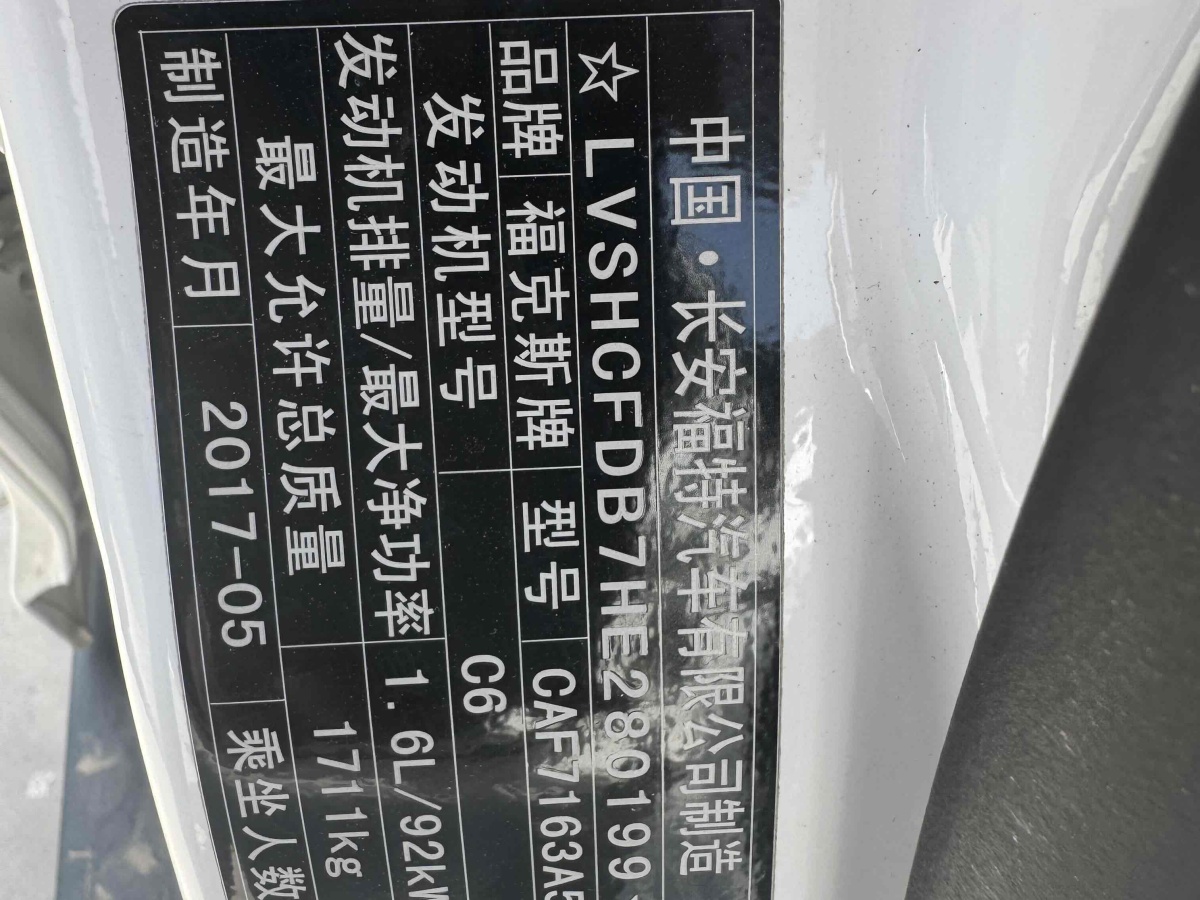 中国·长安福特汽车有限公司制造
☆LVSHCFDB7HE280199
品牌 福克斯牌 型号 CAF7163A5
发动机型号 C6
发动机排量/最大净功率 1.6L/92kW
最大允许总质量 1711kg
制造年月 2017-05 乘坐人数